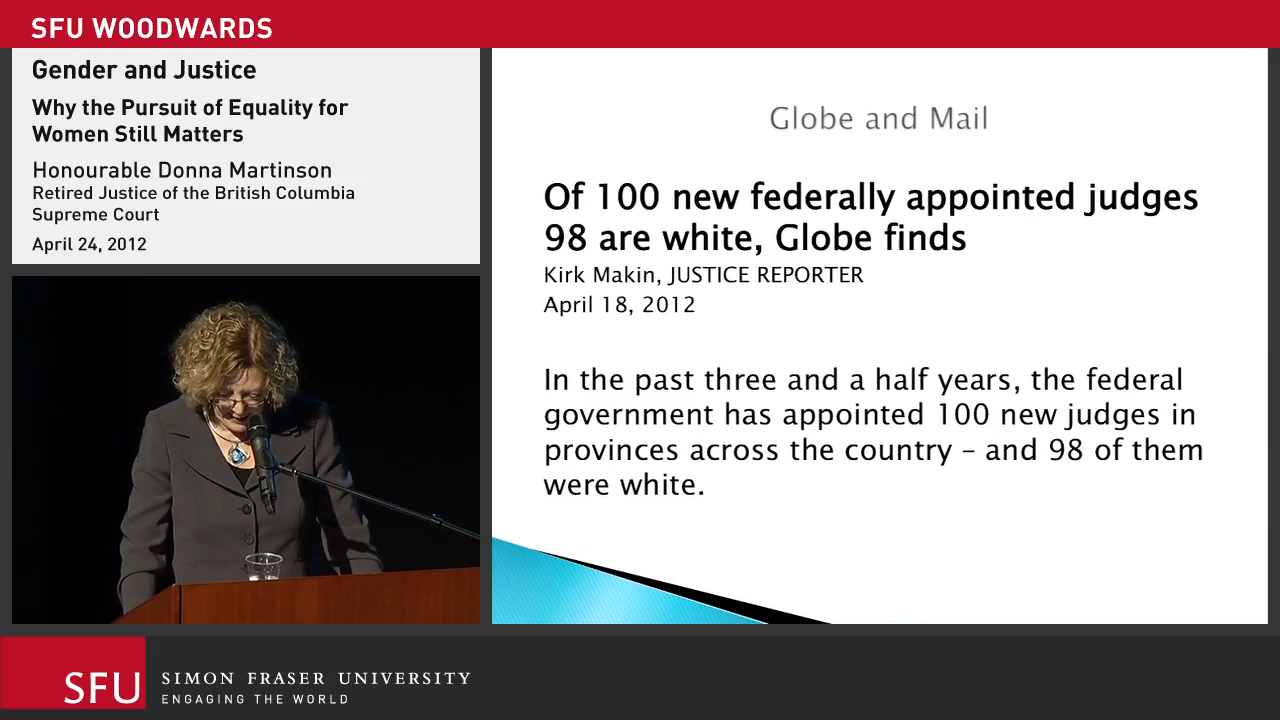 SFU WOODWARDS
Gender and Justice
Why the Pursuit of Equality for
Women Still Matters
Honourable Donna Martinson
Retired Justice of the British Columbia
Supreme Court
April 24, 2012
Globe and Mail
Of 100 new federally appointed judges
98 are white, Globe finds
Kirk Makin, JUSTICE REPORTER
April 18, 2012
In the past three and a half years, the federal
government has appointed 100 new judges in
provinces across the country – and 98 of them
were white.
SFU
SIMON FRASER UNIVERSITY
ENGAGING THE WORLD